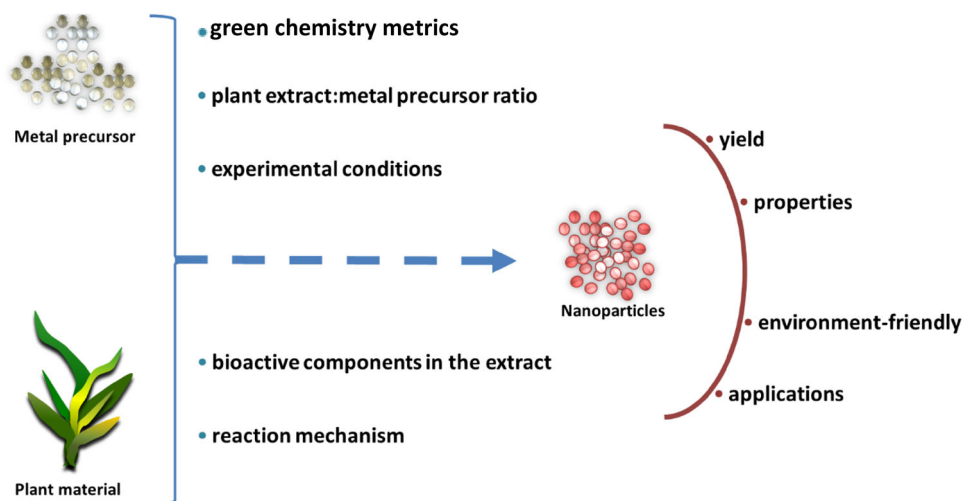 • green chemistry metrics
• plant extract:metal precursor ratio
Metal precursor
• experimental conditions
• yield
• properties
Nanoparticles
• environment-friendly
• bioactive components in the extract
• applications
• reaction mechanism
Plant material